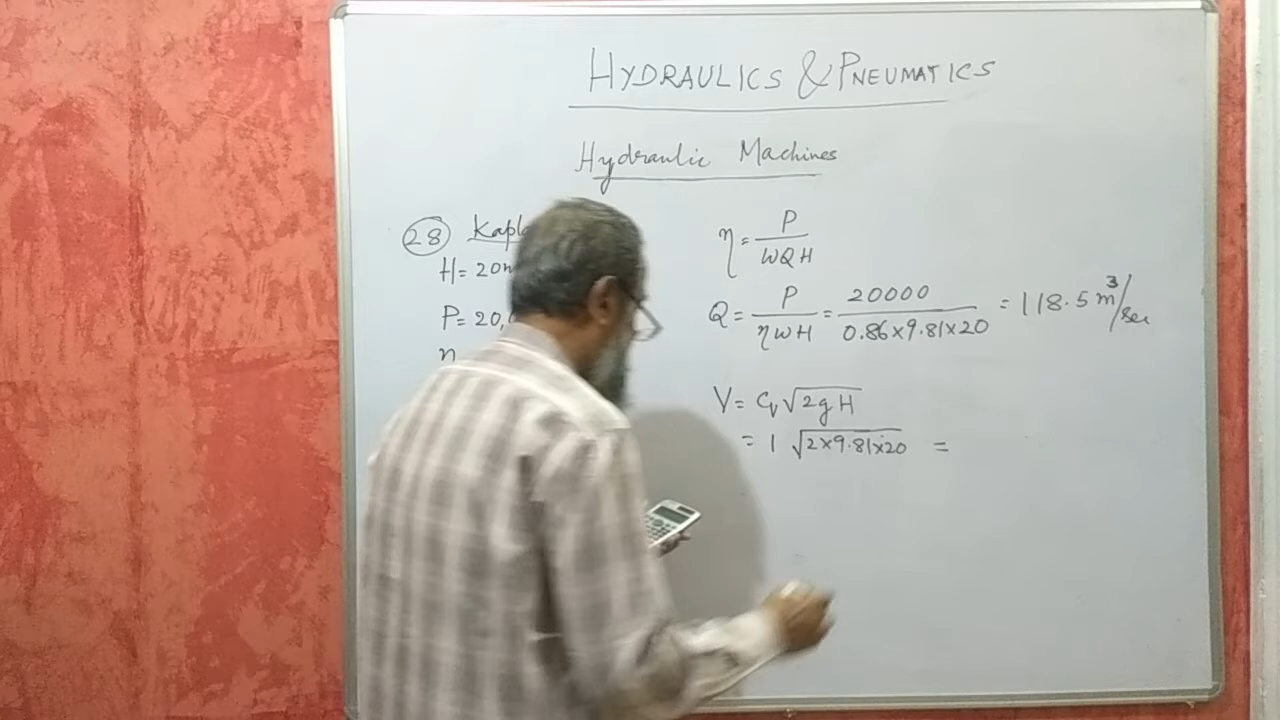 HYDRAULICS & PNEUMATICS
Hydraulic Machines
28
H = 20m
P = 20,
η
η = P / WQH
Q = P / ηWH = 20000 / 0.86×9.81×20 = 118.5 m³/sec
V = Cv √2gH
= 1 √2×9.81×20 =